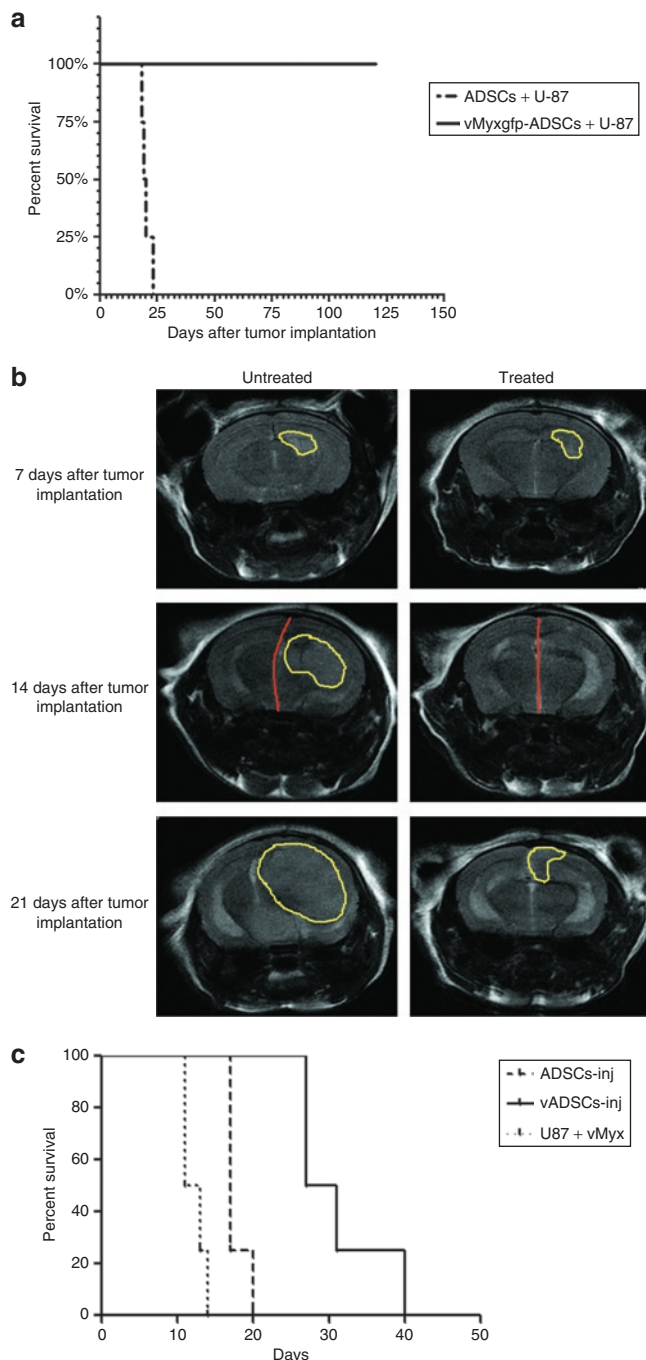 a
100%
75%
50%
25%
0%
Percent survival
0 25 50 75 100 125 150
Days after tumor implantation
ADSCs + U-87
vMyxgfp-ADSCs + U-87
b
Untreated Treated
7 days after tumor
implantation
14 days after tumor
implantation
21 days after tumor
implantation
c
100
80
60
40
20
0
Percent survival
0 10 20 30 40 50
Days
ADSCs-inj
vADSCs-inj
U87 + vMyx